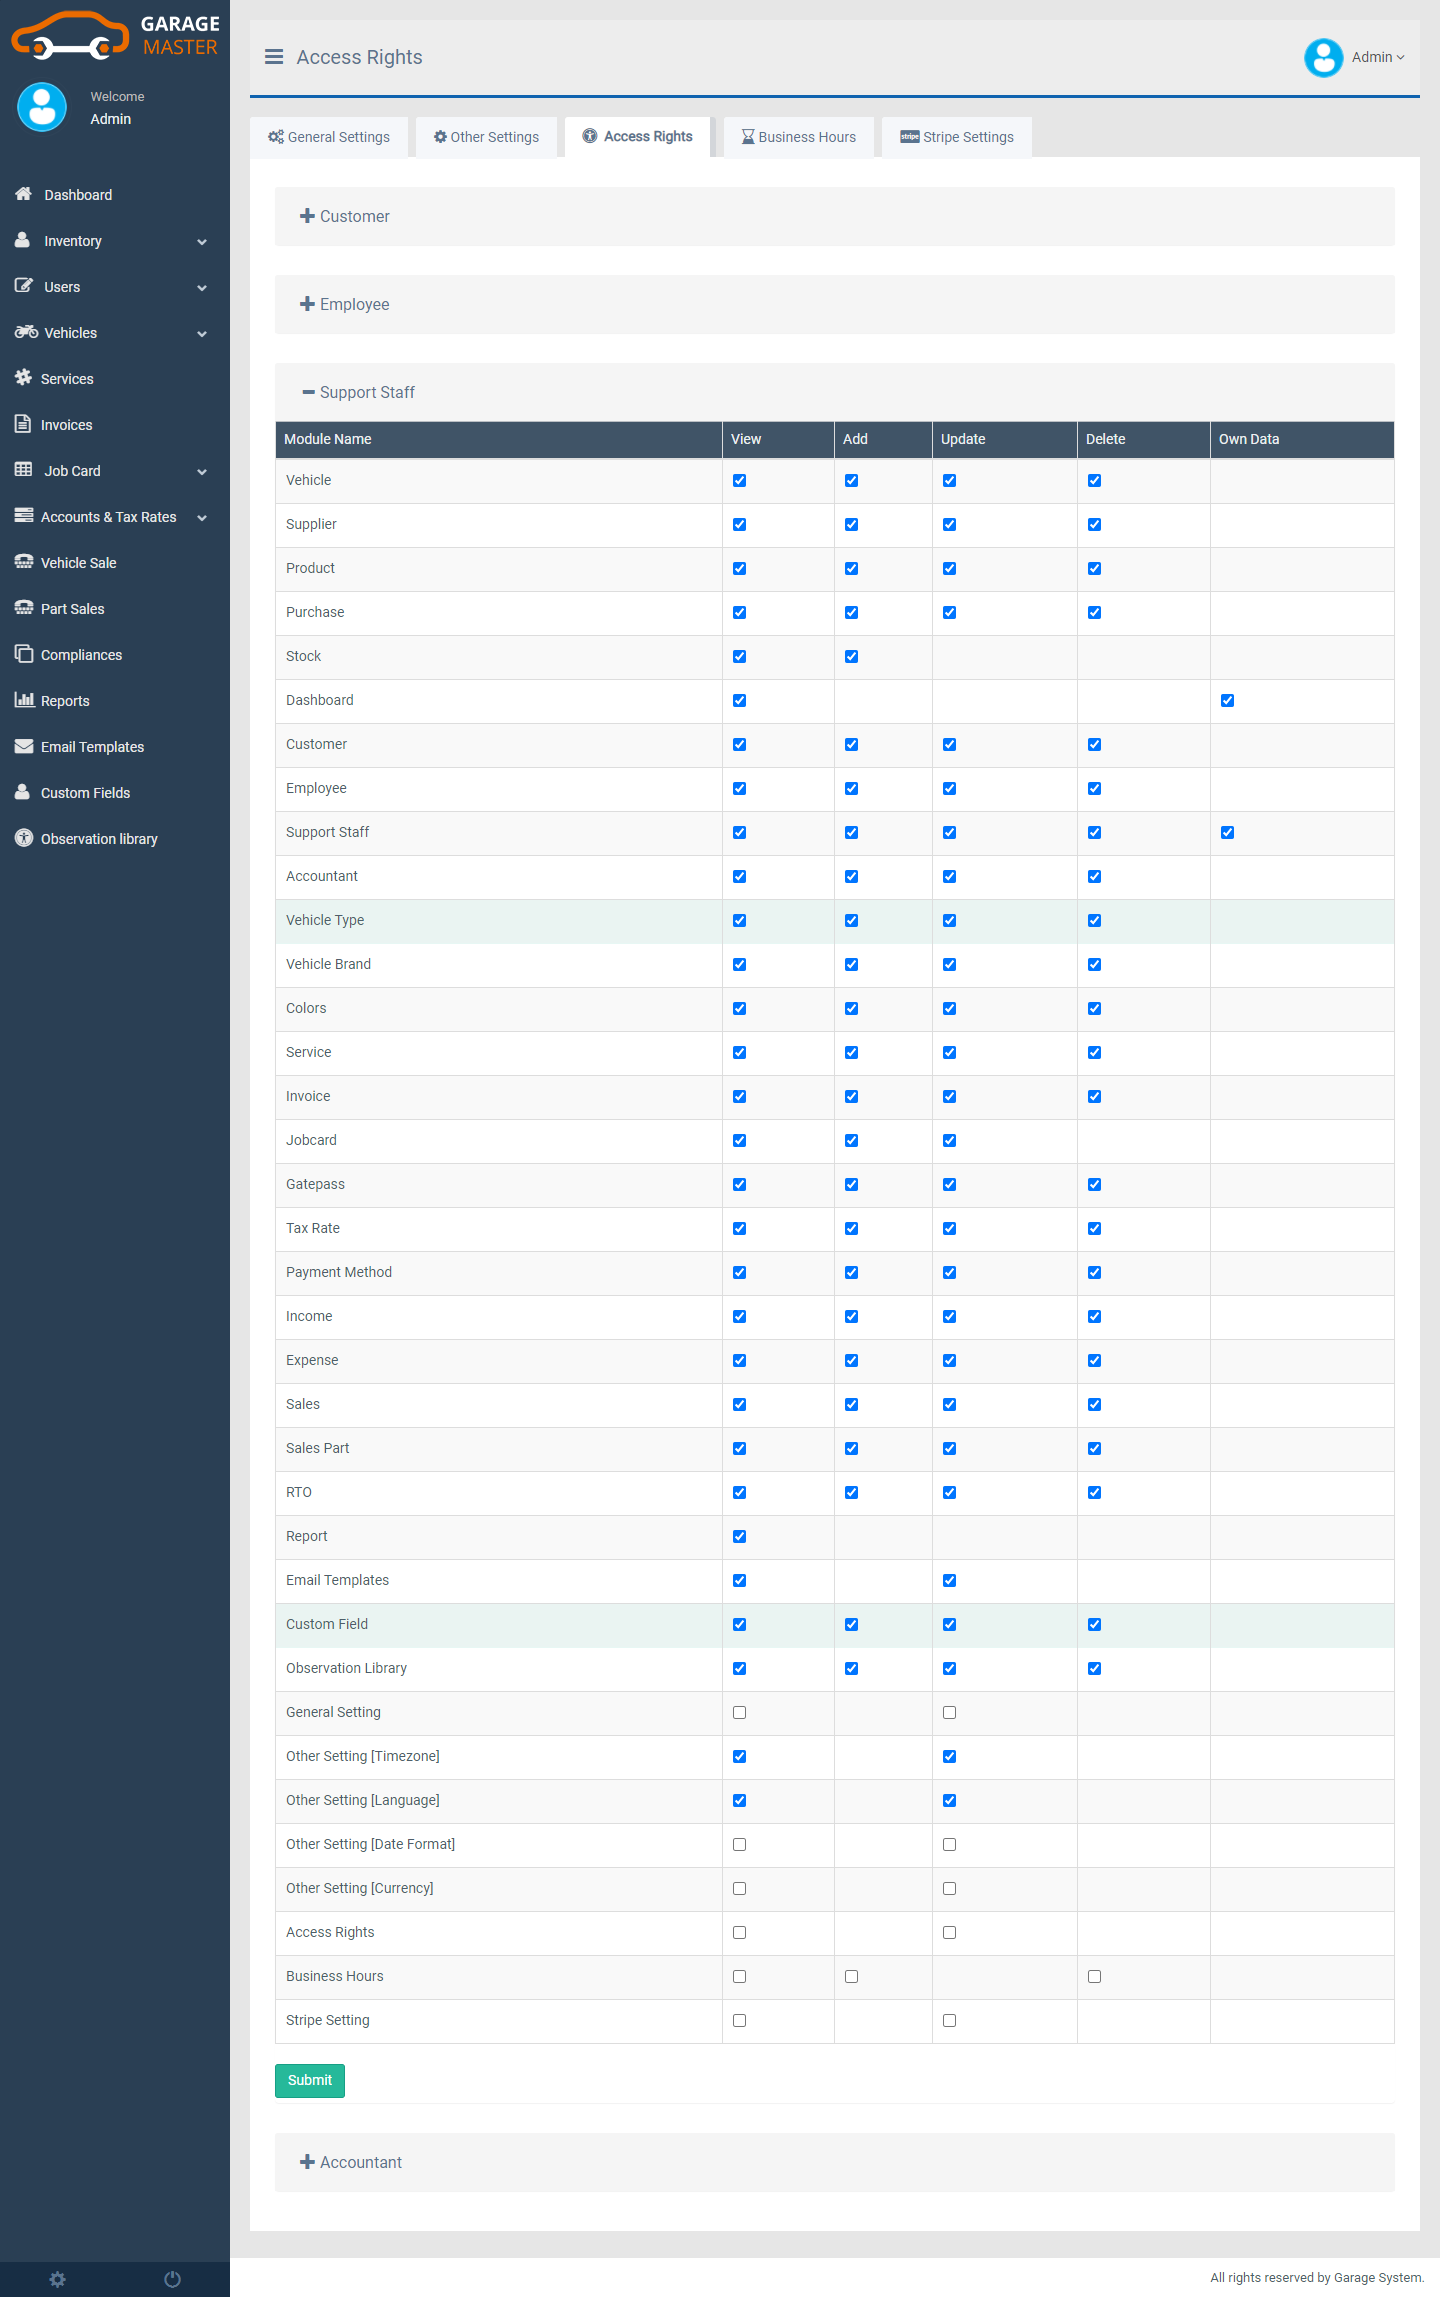 GARAGE
MASTER
Welcome
Admin
Dashboard
Inventory
Users
Vehicles
Services
Invoices
Job Card
Accounts & Tax Rates
Vehicle Sale
Part Sales
Compliances
Reports
Email Templates
Custom Fields
Observation library
Access Rights
Admin
General Settings
Other Settings
Access Rights
Business Hours
stripe Stripe Settings
Customer
Employee
Support Staff
Module Name View Add Update Delete Own Data
Vehicle
Supplier
Product
Purchase
Stock
Dashboard
Customer
Employee
Support Staff
Accountant
Vehicle Type
Vehicle Brand
Colors
Service
Invoice
Jobcard
Gatepass
Tax Rate
Payment Method
Income
Expense
Sales
Sales Part
RTO
Report
Email Templates
Custom Field
Observation Library
General Setting
Other Setting [Timezone]
Other Setting [Language]
Other Setting [Date Format]
Other Setting [Currency]
Access Rights
Business Hours
Stripe Setting
Submit
Accountant
All rights reserved by Garage System.